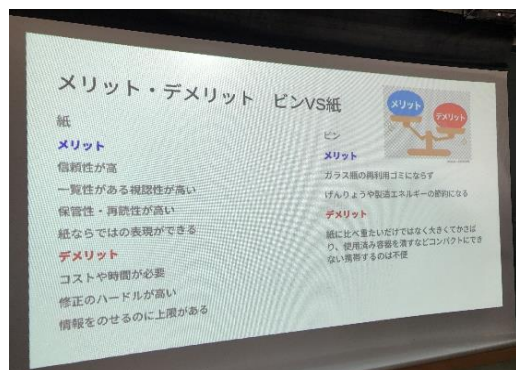 メリット・デメリット ビンVS紙
紙
メリット
信頼性が高
一覧性がある視認性が高い
保管性・再読性が高い
紙ならではの表現ができる
デメリット
コストや時間が必要
修正のハードルが高い
情報をのせるのに上限がある
メリット
デメリット
ビン
メリット
ガラス瓶の再利用ゴミにならず
げんりょうや製造エネルギーの節約になる
デメリット
紙に比べ重たいだけではなく大きくてかさば
り、使用済み容器を潰すなどコンパクトにでき
ない携帯するのは不便